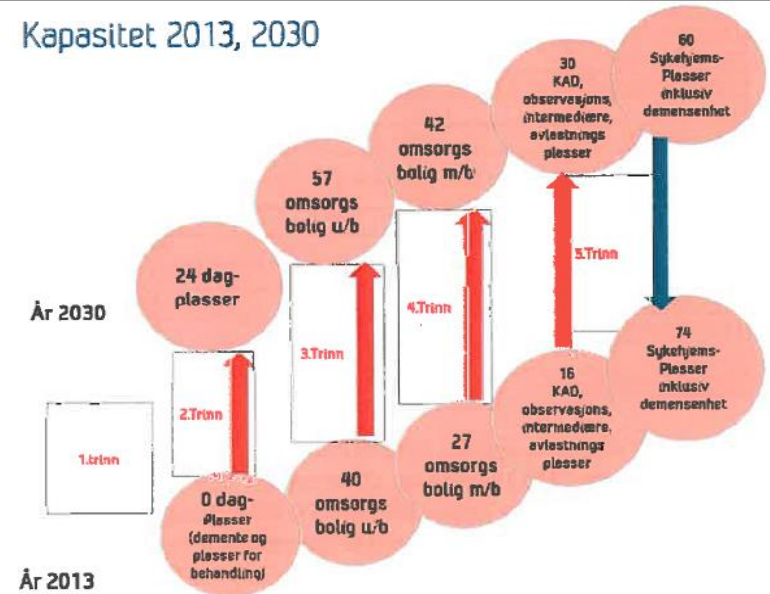 Kapasitet 2013, 2030
60
Sykehjems-
Plasser
inklusiv
demensenhet
30
KAD,
observasjons,
intermediære,
avlastnings
plasser
42
omsorgs
bolig m/b
57
omsorgs
bolig u/b
24 dag-
plasser
År 2030
1.trinn
2.Trinn
3.Trinn
4.Trinn
5.Trinn
0 dag-
Plasser
(demente og
plasser for
behandling)
40
omsorgs
bolig u/b
27
omsorgs
bolig m/b
16
KAD,
observasjons,
intermediære,
avlastnings
plasser
74
Sykehjems-
Plasser
inklusiv
demensenhet
År 2013